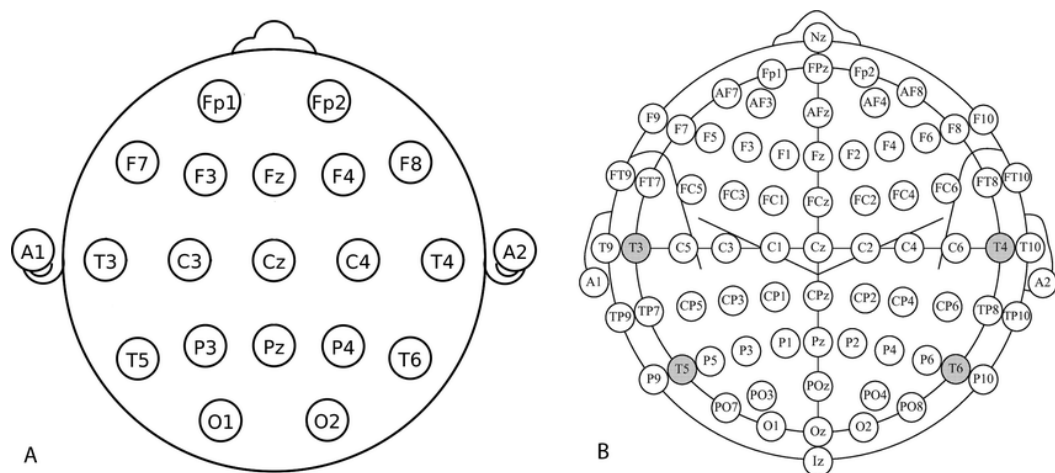 Fp1 Fp2
F7 F3 Fz F4 F8
A1 T3 C3 Cz C4 T4 A2
T5 P3 Pz P4 T6
O1 O2
A
Nz
Fp1 FPz Fp2
AF7 AF3 AFz AF4 AF8
F9 F7 F5 F3 F1 Fz F2 F4 F6 F8 F10
FT9 FT7 FC5 FC3 FC1 FCz FC2 FC4 FC6 FT8 FT10
T9 T3 C5 C3 C1 Cz C2 C4 C6 T4 T10
A1 A2
TP9 TP7 CP5 CP3 CP1 CPz CP2 CP4 CP6 TP8 TP10
P9 T5 P5 P3 P1 Pz P2 P4 P6 T6 P10
PO7 PO3 POz PO4 PO8
O1 Oz O2
Iz
B